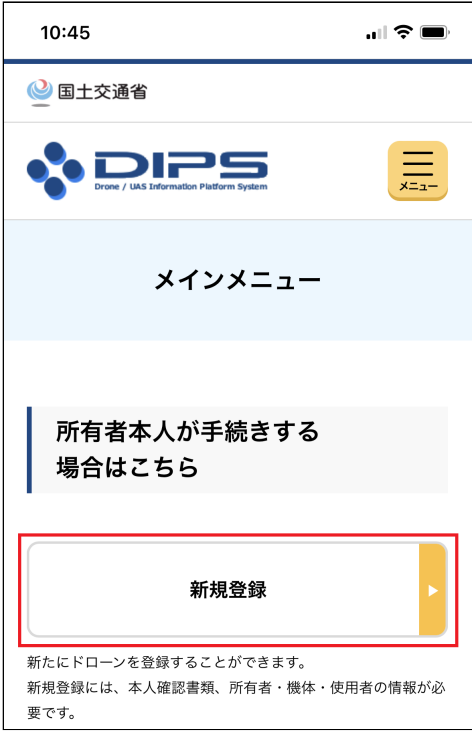 10:45
国土交通省
DIPS
Drone / UAS Information Platform System
メニュー
メインメニュー
所有者本人が手続きする
場合はこちら
新規登録
新たにドローンを登録することができます。
新規登録には、本人確認書類、所有者・機体・使用者の情報が必
要です。